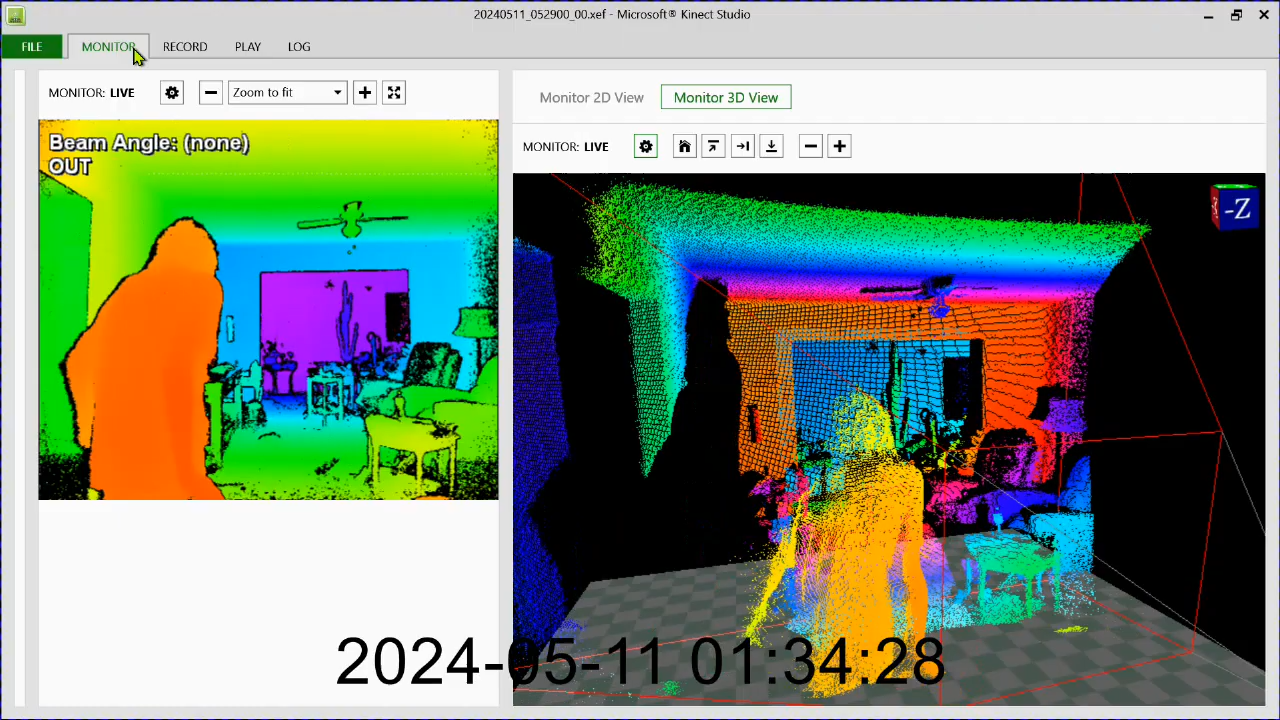 20240511_052900_00.xef - Microsoft® Kinect Studio
FILE MONITOR RECORD PLAY LOG
MONITOR: LIVE
Zoom to fit
Beam Angle: (none)
OUT
Monitor 2D View Monitor 3D View
MONITOR: LIVE
-Z
2024-05-11 01:34:28